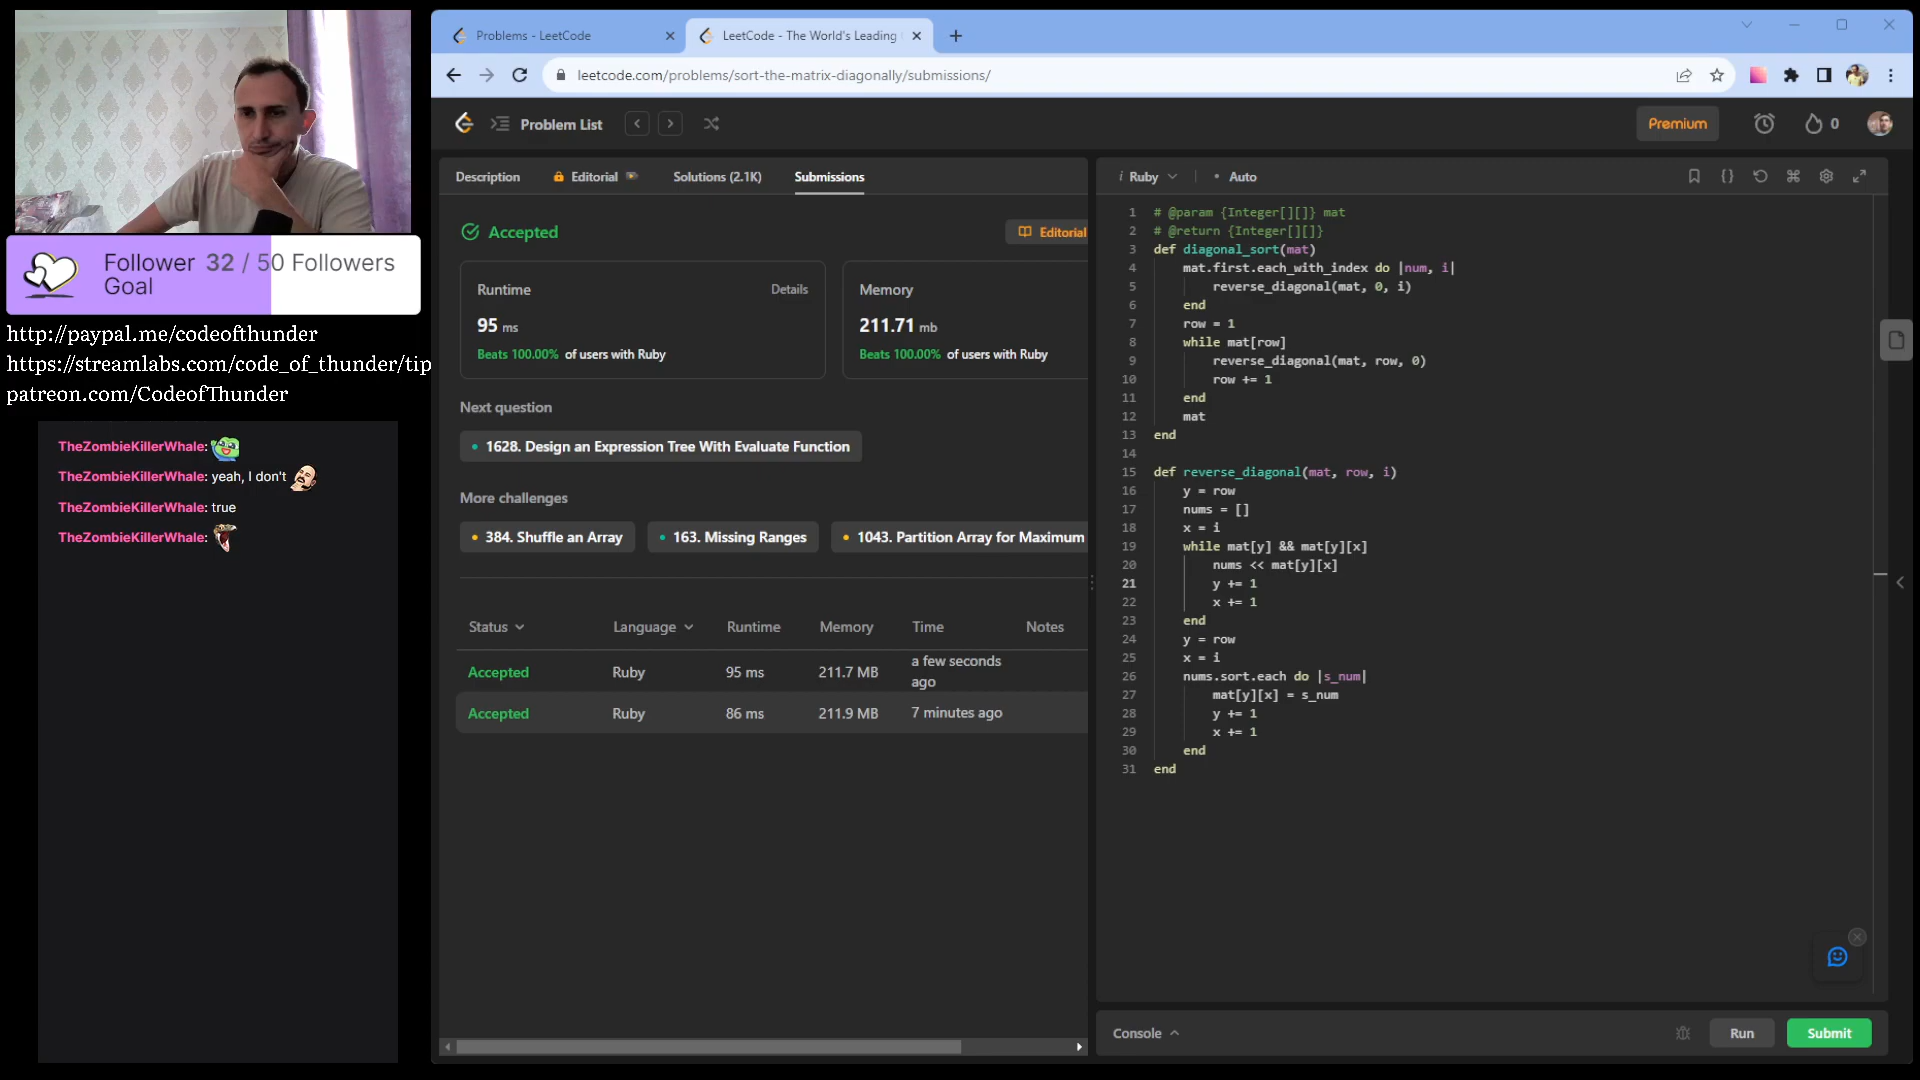 Follower 32 / 50 Followers
Goal
http://paypal.me/codeofthunder
https://streamlabs.com/code_of_thunder/tip
patreon.com/CodeofThunder
TheZombieKillerWhale:
TheZombieKillerWhale: yeah, I don't
TheZombieKillerWhale: true
TheZombieKillerWhale:
Problems - LeetCode
LeetCode - The World's Leading
leetcode.com/problems/sort-the-matrix-diagonally/submissions/
Problem List
Premium
0
Description
Editorial
Solutions (2.1K)
Submissions
Accepted
Editorial
Runtime
Details
95 ms
Beats 100.00% of users with Ruby
Memory
211.71 mb
Beats 100.00% of users with Ruby
Next question
1628. Design an Expression Tree With Evaluate Function
More challenges
384. Shuffle an Array
163. Missing Ranges
1043. Partition Array for Maximum
Status Language Runtime Memory Time Notes
Accepted Ruby 95 ms 211.7 MB a few seconds
ago
Accepted Ruby 86 ms 211.9 MB 7 minutes ago
i Ruby
Auto
1 # @param {Integer[][]} mat
2 # @return {Integer[][]}
3 def diagonal_sort(mat)
4 mat.first.each_with_index do |num, i|
5 reverse_diagonal(mat, 0, i)
6 end
7 row = 1
8 while mat[row]
9 reverse_diagonal(mat, row, 0)
10 row += 1
11 end
12 mat
13 end
14
15 def reverse_diagonal(mat, row, i)
16 y = row
17 nums = []
18 x = i
19 while mat[y] && mat[y][x]
20 nums << mat[y][x]
21 y += 1
22 x += 1
23 end
24 y = row
25 x = i
26 nums.sort.each do |s_num|
27 mat[y][x] = s_num
28 y += 1
29 x += 1
30 end
31 end
Console
Run
Submit